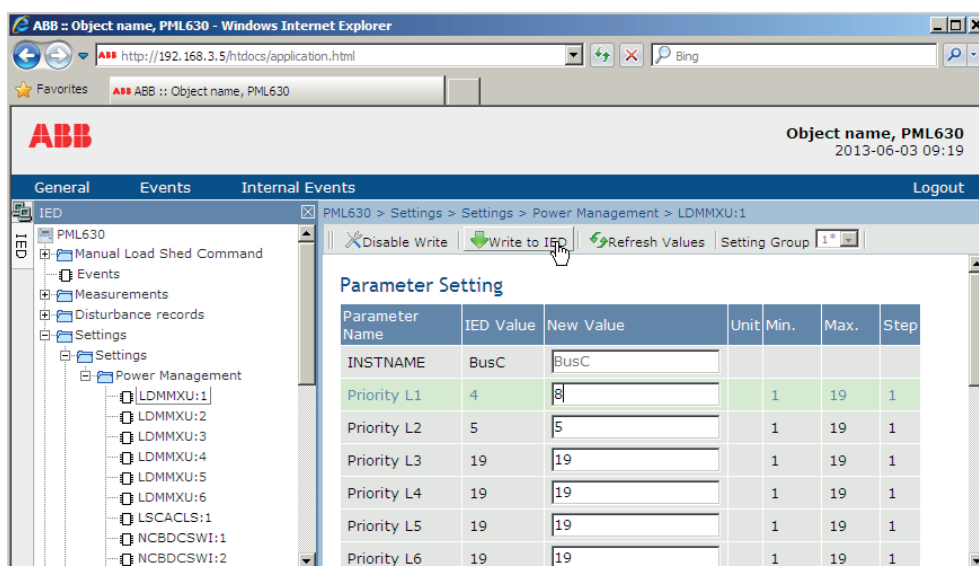 ABB :: Object name, PML630 - Windows Internet Explorer
ABB http://192.168.3.5/htdocs/application.html
Bing
Favorites
ABB ABB :: Object name, PML630
ABB
Object name, PML630
2013-06-03 09:19
General Events Internal Events Logout
IED
IED
PML630
Manual Load Shed Command
Events
Measurements
Disturbance records
Settings
Settings
Power Management
LDMMXU:1
LDMMXU:2
LDMMXU:3
LDMMXU:4
LDMMXU:5
LDMMXU:6
LSCACLS:1
NCBDCSWI:1
NCBDCSWI:2
PML630 > Settings > Settings > Power Management > LDMMXU:1
Disable Write Write to IED Refresh Values Setting Group 1*
Parameter Setting
Parameter Name IED Value New Value Unit Min. Max. Step
INSTNAME BusC BusC
Priority L1 4 8 1 19 1
Priority L2 5 5 1 19 1
Priority L3 19 19 1 19 1
Priority L4 19 19 1 19 1
Priority L5 19 19 1 19 1
Priority L6 19 19 1 19 1